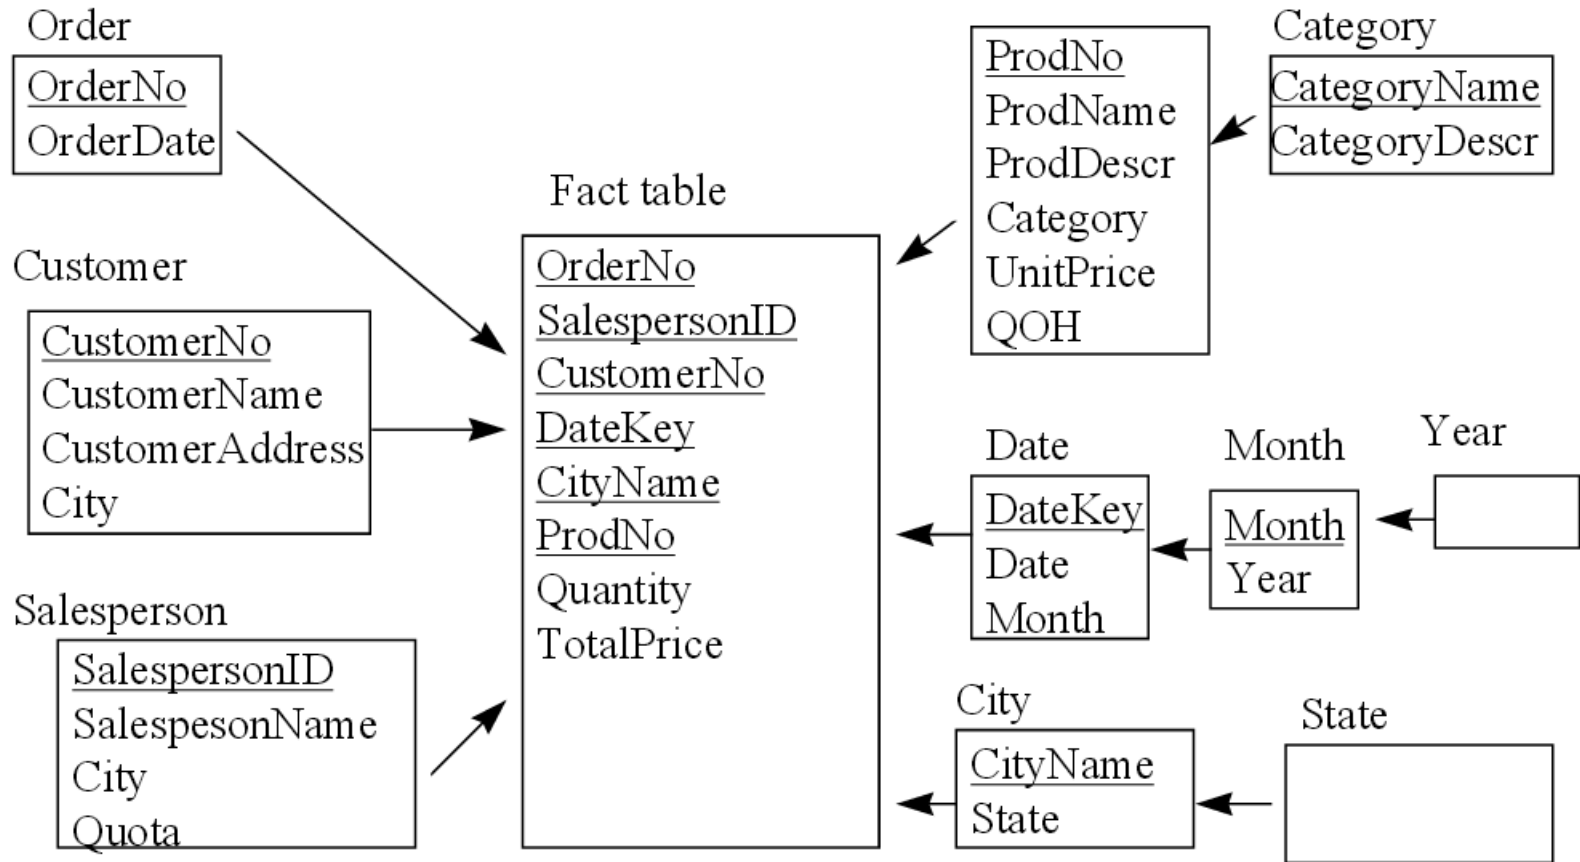 Order
OrderNo
OrderDate
Customer
CustomerNo
CustomerName
CustomerAddress
City
Salesperson
SalespersonID
SalespesonName
City
Quota
Fact table
OrderNo
SalespersonID
CustomerNo
DateKey
CityName
ProdNo
Quantity
TotalPrice
ProdNo
ProdName
ProdDescr
Category
UnitPrice
QOH
Category
CategoryName
CategoryDescr
Date
DateKey
Date
Month
Month
Month
Year
Year
City
CityName
State
State